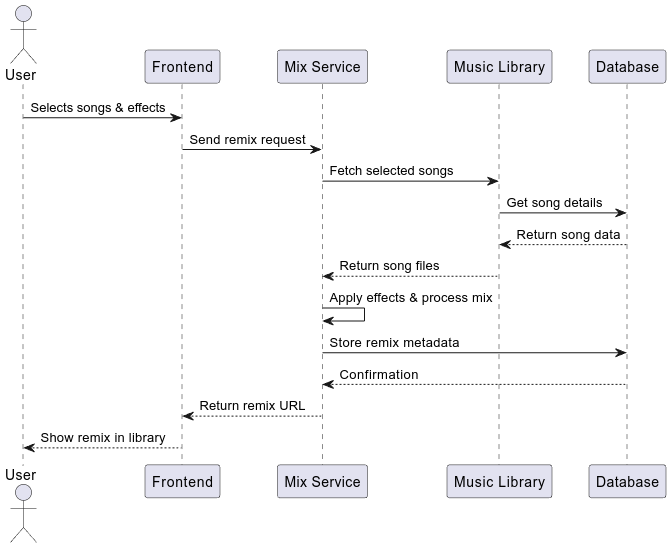 User
Frontend
Mix Service
Music Library
Database
Selects songs & effects
Send remix request
Fetch selected songs
Get song details
Return song data
Return song files
Apply effects & process mix
Store remix metadata
Confirmation
Return remix URL
Show remix in library
User
Frontend
Mix Service
Music Library
Database